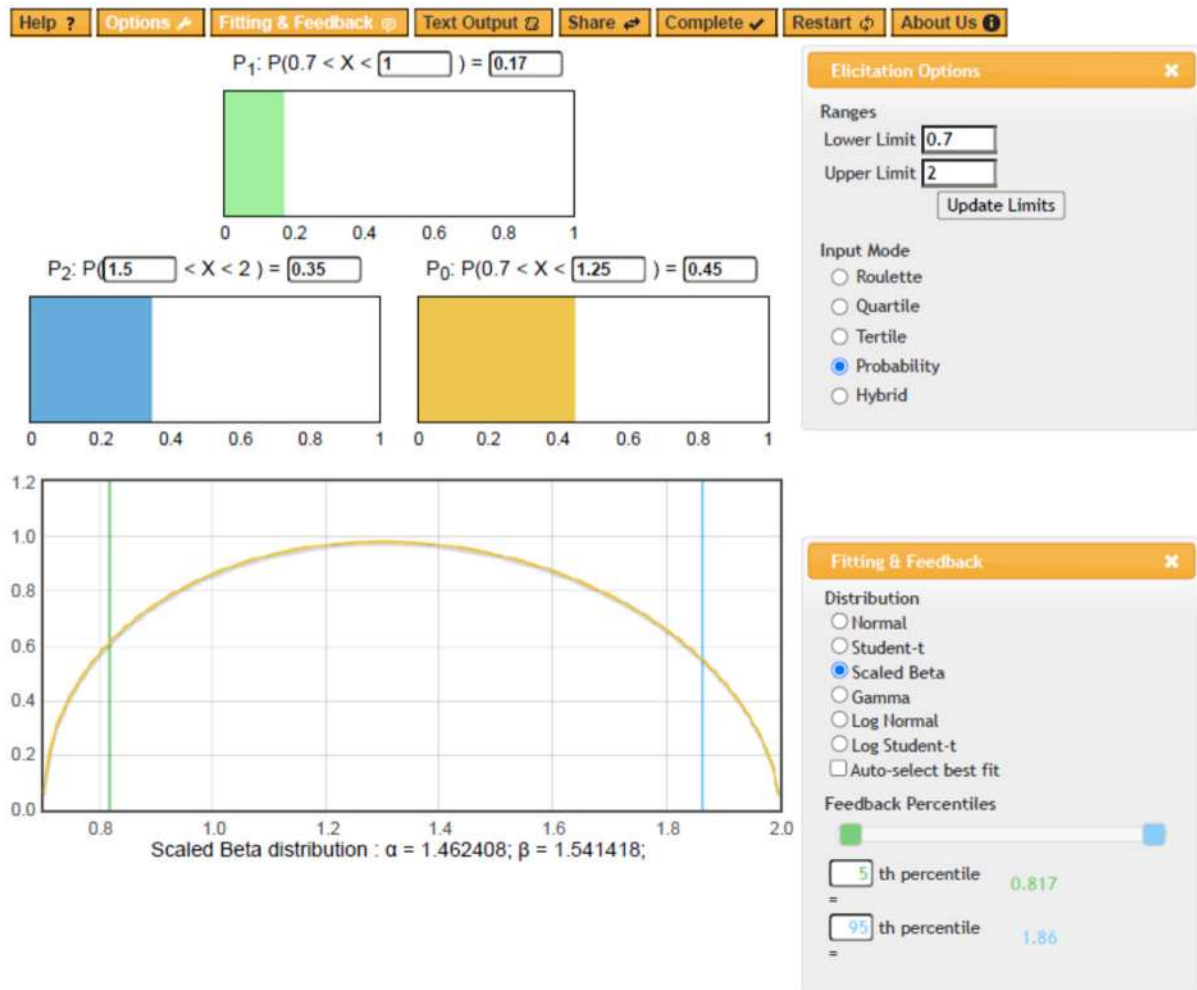 Help ? Options Fitting & Feedback Text Output Share Complete Restart About Us
P1: P(0.7 < X < 1 ) = 0.17
0 0.2 0.4 0.6 0.8 1
P2: P( 1.5 < X < 2 ) = 0.35
P0: P(0.7 < X < 1.25 ) = 0.45
0 0.2 0.4 0.6 0.8 1
0 0.2 0.4 0.6 0.8 1
Elicitation Options
Ranges
Lower Limit 0.7
Upper Limit 2
Update Limits
Input Mode
Roulette
Quartile
Tertile
Probability
Hybrid
1.2
1.0
0.8
0.6
0.4
0.2
0.0
0.8 1.0 1.2 1.4 1.6 1.8 2.0
Scaled Beta distribution : α = 1.462408; β = 1.541418;
Fitting & Feedback
Distribution
Normal
Student-t
Scaled Beta
Gamma
Log Normal
Log Student-t
Auto-select best fit
Feedback Percentiles
5 th percentile 0.817
=
95 th percentile 1.86
=